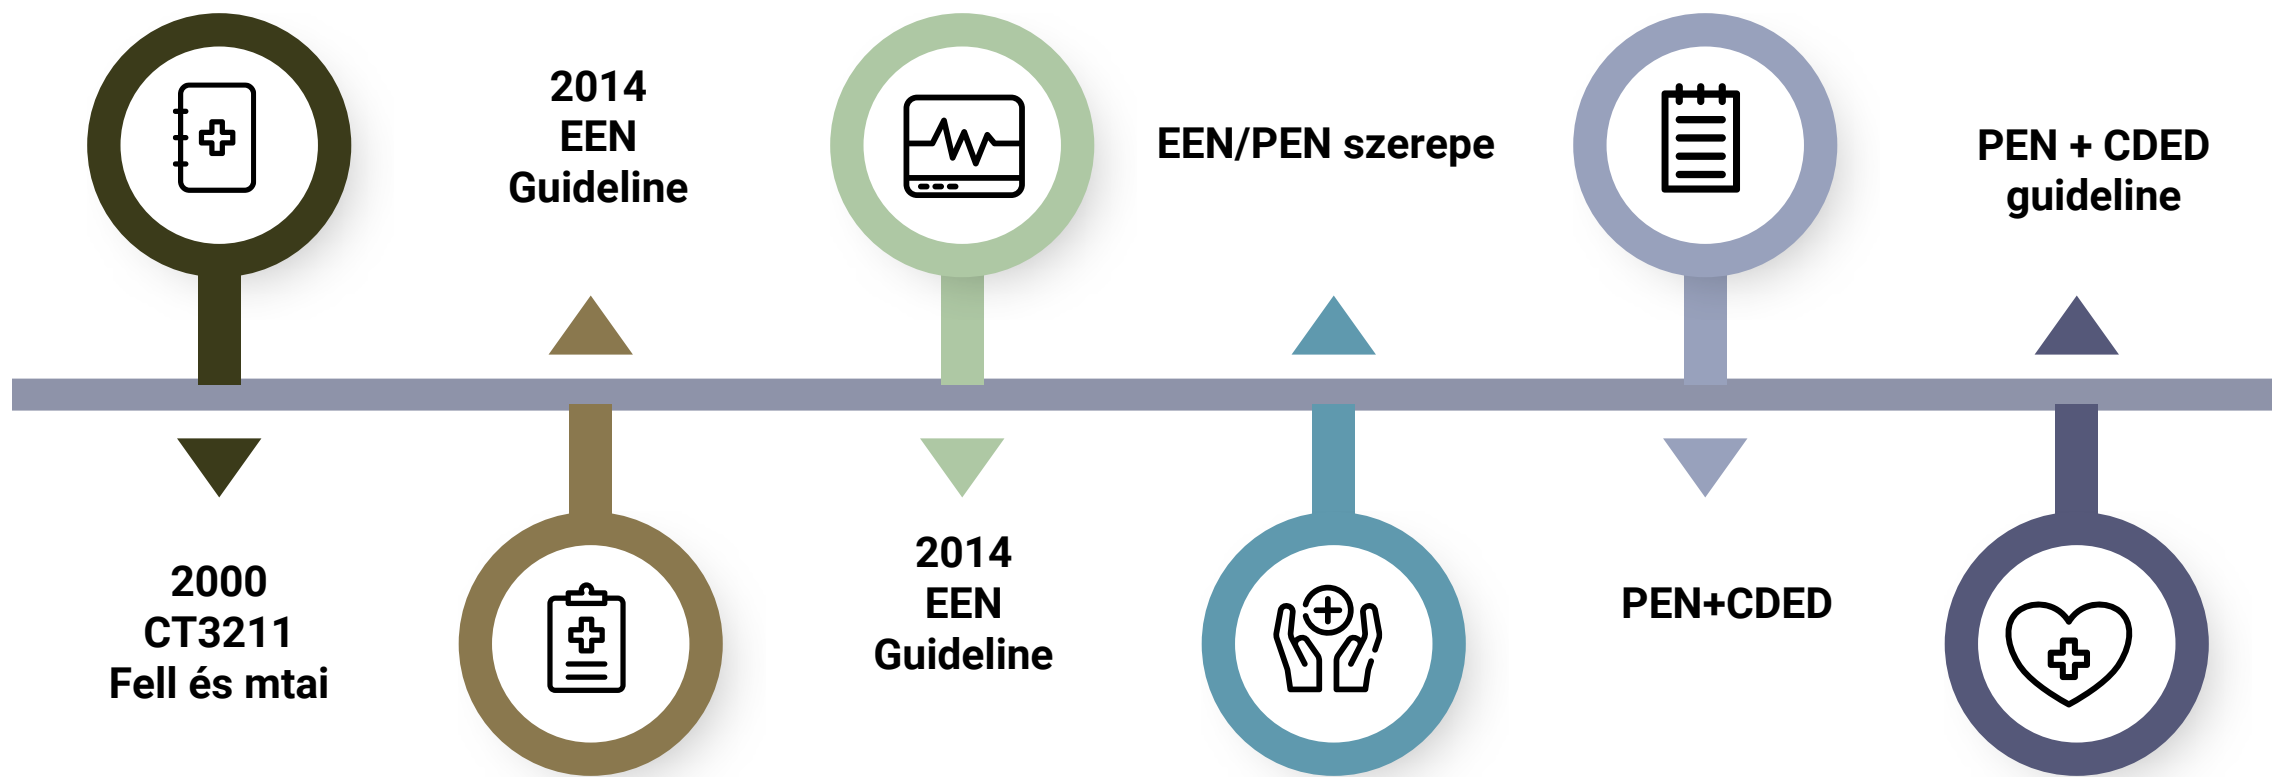 2000
CT3211
Fell és mtai
2014
EEN
Guideline
2014
EEN
Guideline
EEN/PEN szerepe
PEN+CDED
PEN + CDED
guideline